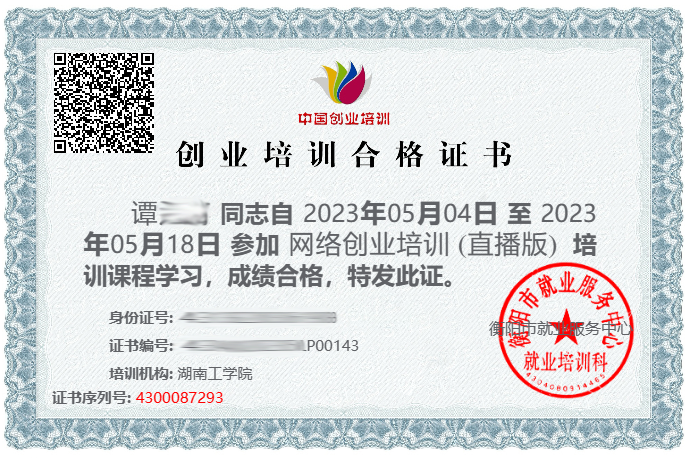 中国创业培训
创业培训合格证书
谭 同志自 2023年05月04日 至 2023
年05月18日 参加 网络创业培训 (直播版) 培
训课程学习，成绩合格，特发此证。
身份证号:
衡阳市就业服务中心
衡阳市就业服务中心
就业培训科
4304080914465
证书编号: P00143
培训机构: 湖南工学院
证书序列号: 4300087293